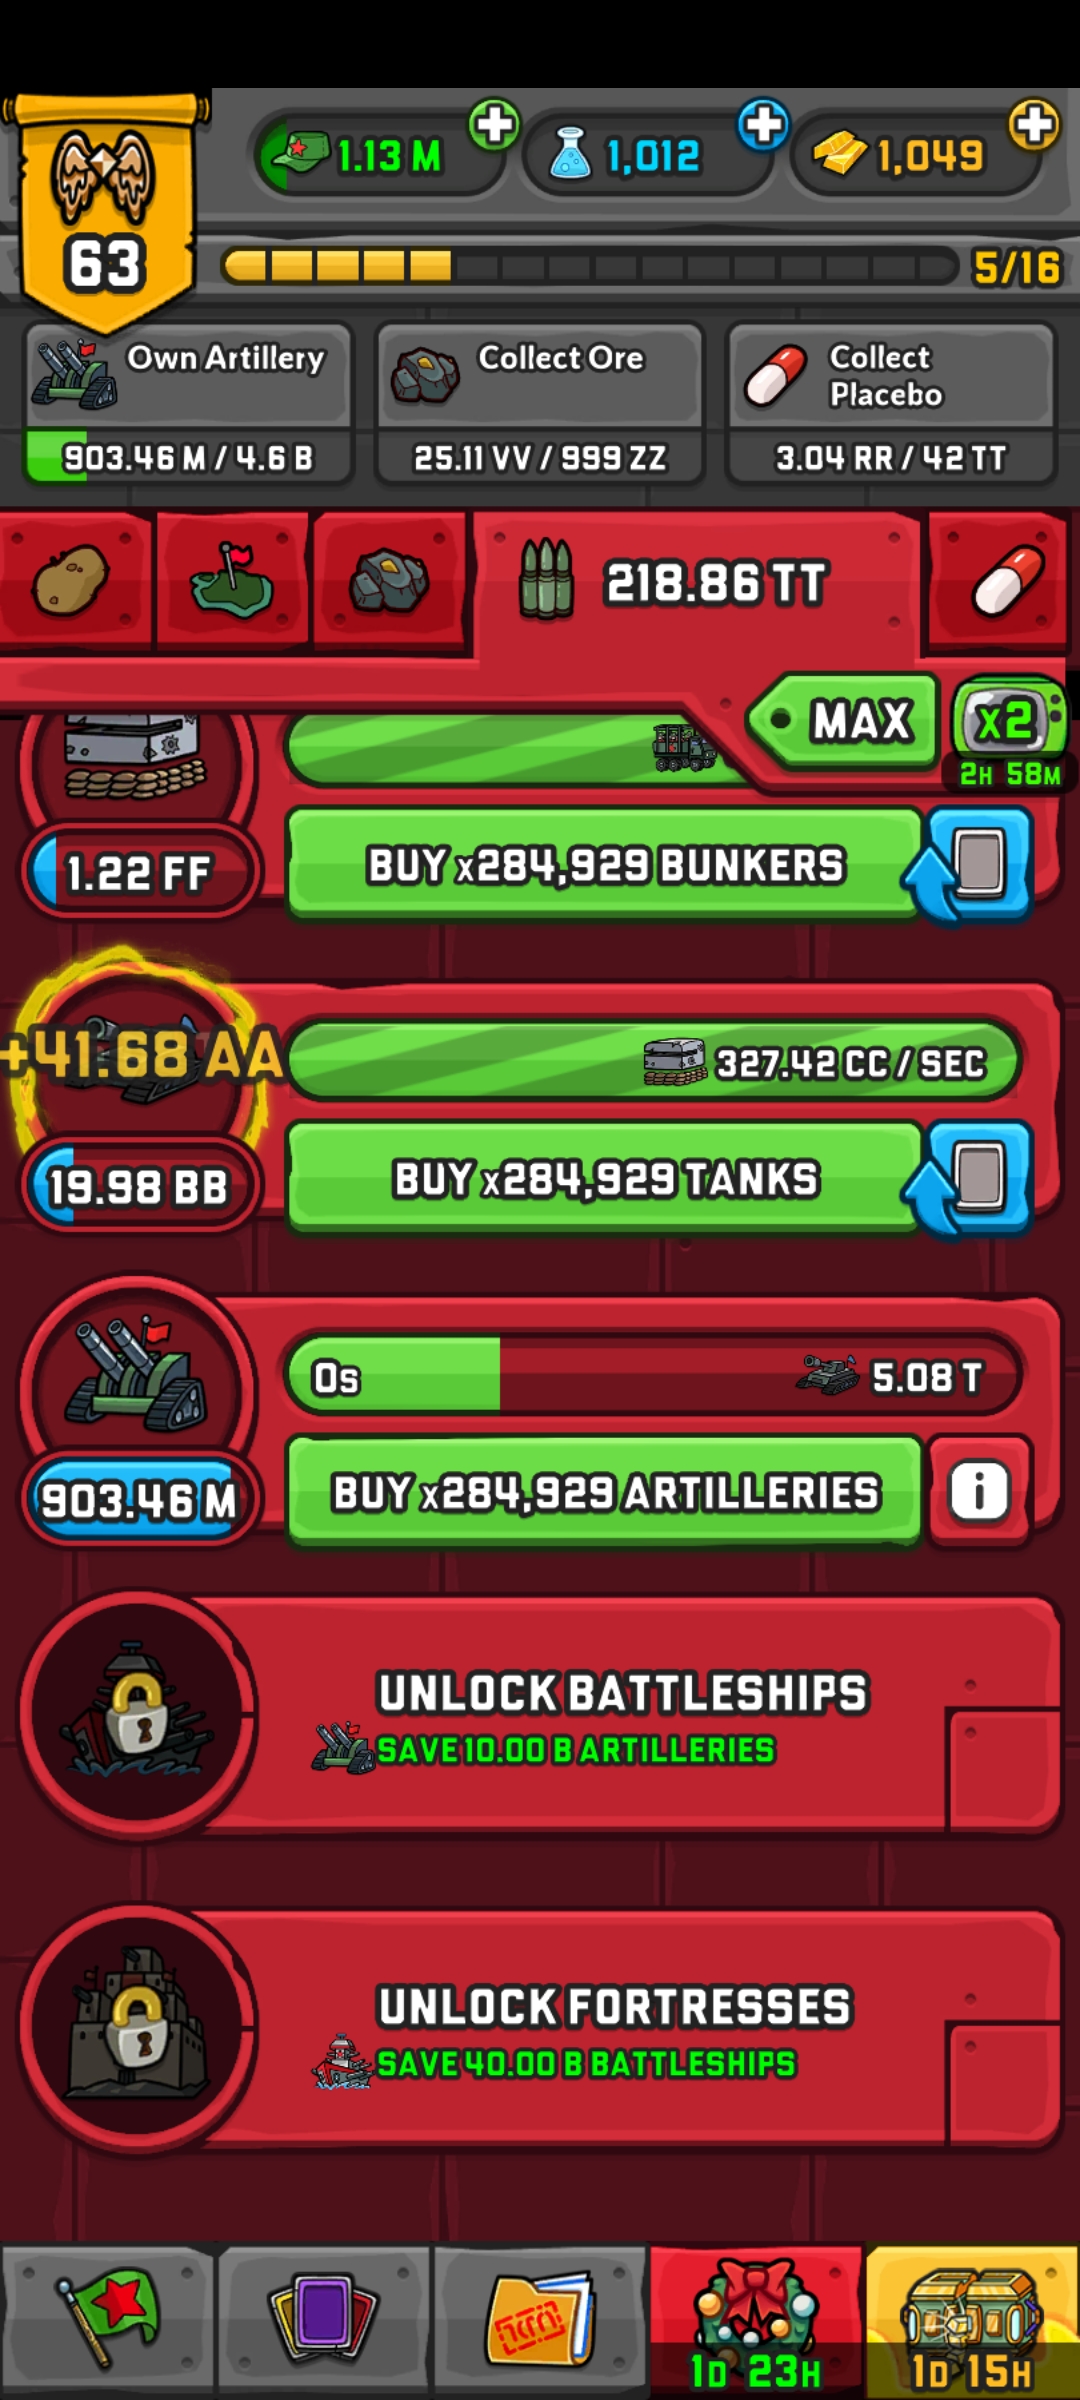 1.13 M
1,012
1,049
63
5/16
Own Artillery
Collect Ore
Collect
Placebo
903.46 M / 4.6 B
25.11 VV / 999 ZZ
3.04 RR / 42 TT
218.86 TT
MAX
x2
2H 58M
1.22 FF
BUY x284,929 BUNKERS
+41.68 AA
327.42 CC / SEC
19.98 BB
BUY x284,929 TANKS
0s
5.08 T
903.46 M
BUY x284,929 ARTILLERIES
i
UNLOCK BATTLESHIPS
SAVE 10.00 B ARTILLERIES
UNLOCK FORTRESSES
SAVE 40.00 B BATTLESHIPS
1D 23H
1D 15H